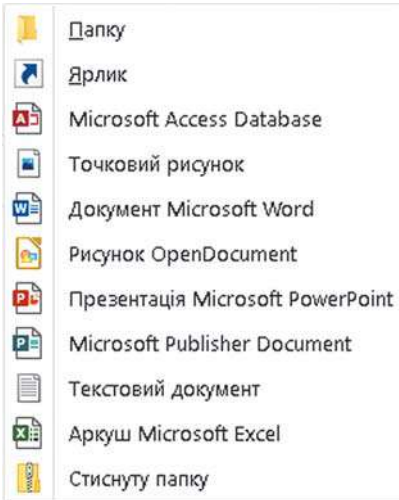 Папку
Ярлик
Microsoft Access Database
Точковий рисунок
Документ Microsoft Word
Рисунок OpenDocument
Презентація Microsoft PowerPoint
Microsoft Publisher Document
Текстовий документ
Аркуш Microsoft Excel
Стиснуту папку